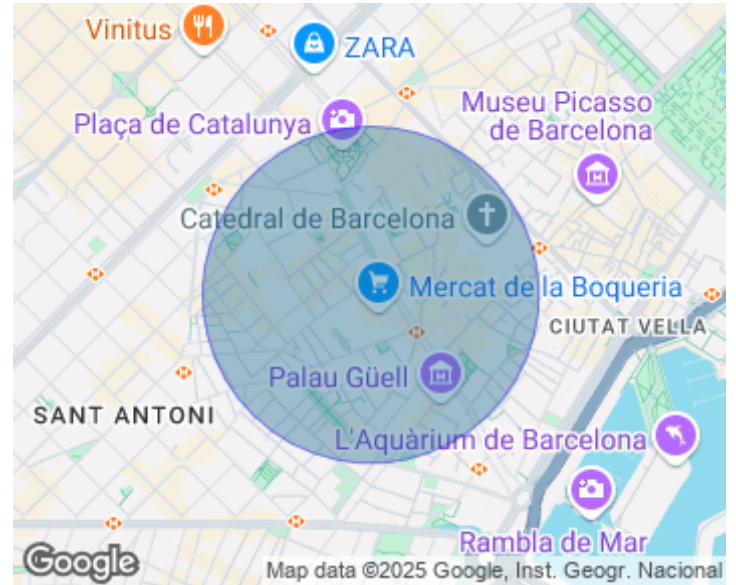 Vinitus
ZARA
Plaça de Catalunya
Museu Picasso
de Barcelona
Catedral de Barcelona
Mercat de la Boqueria
CIUTAT VELLA
Palau Güell
SANT ANTONI
L'Aquàrium de Barcelona
Rambla de Mar
Google
Map data ©2025 Google, Inst. Geogr. Nacional